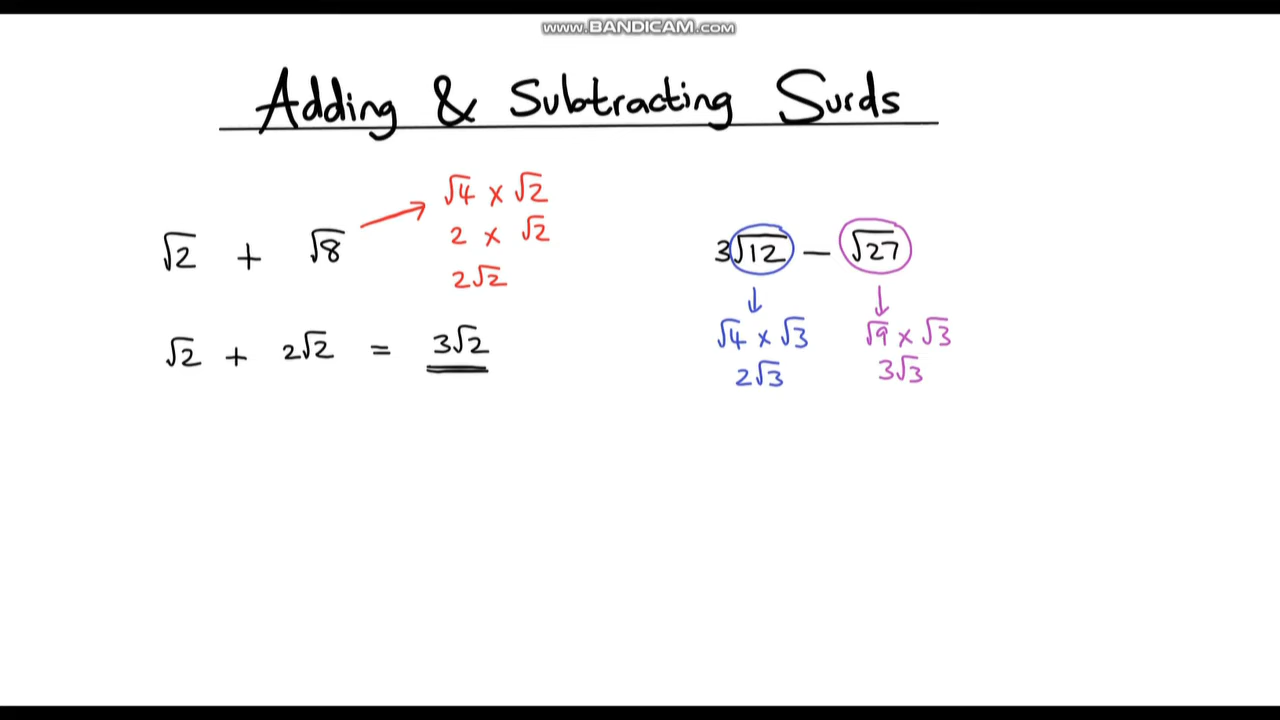 www.BANDICAM.com
Adding & Subtracting Surds
√2 + √8
√4 × √2
2 × √2
2√2
√2 + 2√2 = 3√2
3√12 − √27
√4 × √3
2√3
√9 × √3
3√3